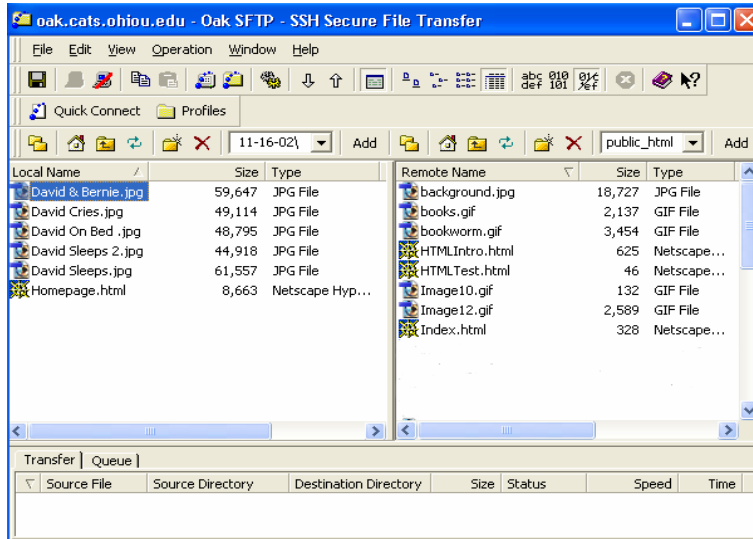 oak.cats.ohiou.edu - Oak SFTP - SSH Secure File Transfer
File Edit View Operation Window Help
abc def 010 101
Quick Connect Profiles
11-16-02\ Add public_html Add
Local Name / Size Type Remote Name Size Type
David & Bernie.jpg 59,647 JPG File background.jpg 18,727 JPG File
David Cries.jpg 49,114 JPG File books.gif 2,137 GIF File
David On Bed .jpg 48,795 JPG File bookworm.gif 3,454 GIF File
David Sleeps 2.jpg 44,918 JPG File HTMLIntro.html 625 Netscape...
David Sleeps.jpg 61,557 JPG File HTMLTest.html 46 Netscape...
Homepage.html 8,663 Netscape Hyp... Image10.gif 132 GIF File
Image12.gif 2,589 GIF File
Index.html 328 Netscape...
Transfer Queue
Source File Source Directory Destination Directory Size Status Speed Time